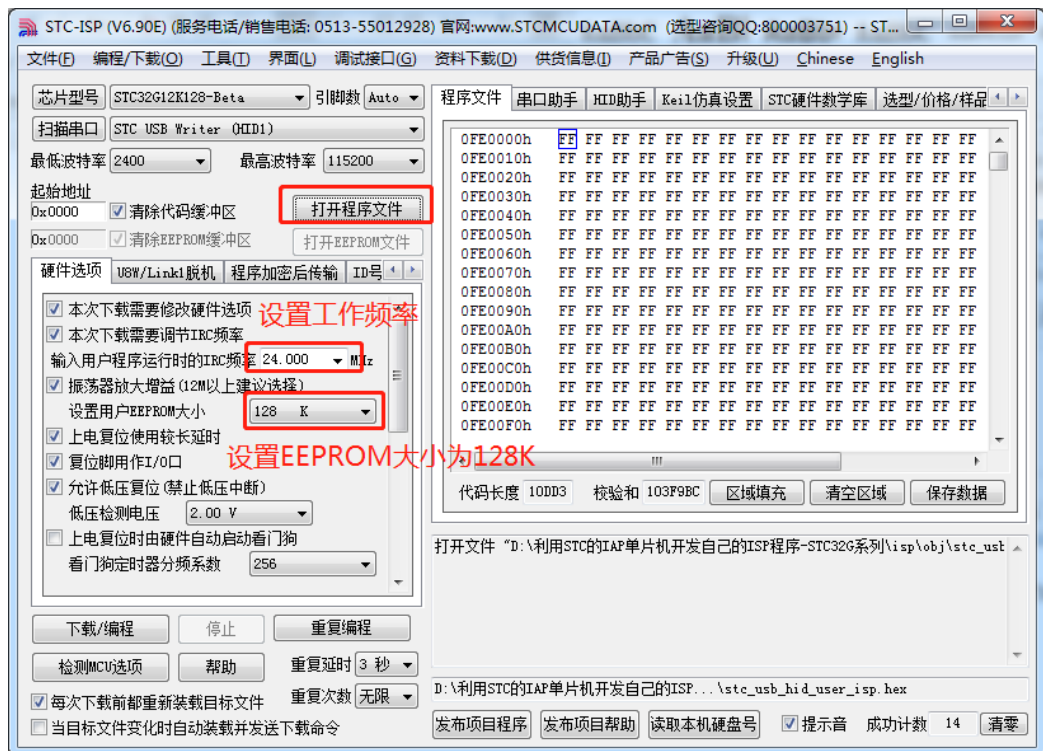 STC-ISP (V6.90E) (服务电话/销售电话: 0513-55012928) 官网:www.STCMCUDATA.com (选型咨询QQ:800003751) -- ST...
文件(F) 编程/下载(O) 工具(T) 界面(L) 调试接口(G) 资料下载(D) 供货信息(I) 产品广告(S) 升级(U) Chinese English
芯片型号 STC32G12K128-Beta 引脚数 Auto
扫描串口 STC USB Writer (HID1)
最低波特率 2400 最高波特率 115200
起始地址
0x0000 清除代码缓冲区 打开程序文件
0x0000 清除EEPROM缓冲区 打开EEPROM文件
硬件选项 U8W/Link1脱机 程序加密后传输 ID号
本次下载需要修改硬件选项
设置工作频率
本次下载需要调节IRC频率
输入用户程序运行时的IRC频率 24.000 MHz
振荡器放大增益(12M以上建议选择)
设置用户EEPROM大小 128 K
上电复位使用较长延时
设置EEPROM大小为128K
复位脚用作I/O口
允许低压复位(禁止低压中断)
低压检测电压 2.00 V
上电复位时由硬件自动启动看门狗
看门狗定时器分频系数 256
下载/编程 停止 重复编程
检测MCU选项 帮助 重复延时 3 秒
每次下载前都重新装载目标文件 重复次数 无限
当目标文件变化时自动装载并发送下载命令
程序文件 串口助手 HID助手 Keil仿真设置 STC硬件数学库 选型/价格/样品
0FE0000h FF FF FF FF FF FF FF FF FF FF FF FF FF FF FF FF
0FE0010h FF FF FF FF FF FF FF FF FF FF FF FF FF FF FF FF
0FE0020h FF FF FF FF FF FF FF FF FF FF FF FF FF FF FF FF
0FE0030h FF FF FF FF FF FF FF FF FF FF FF FF FF FF FF FF
0FE0040h FF FF FF FF FF FF FF FF FF FF FF FF FF FF FF FF
0FE0050h FF FF FF FF FF FF FF FF FF FF FF FF FF FF FF FF
0FE0060h FF FF FF FF FF FF FF FF FF FF FF FF FF FF FF FF
0FE0070h FF FF FF FF FF FF FF FF FF FF FF FF FF FF FF FF
0FE0080h FF FF FF FF FF FF FF FF FF FF FF FF FF FF FF FF
0FE0090h FF FF FF FF FF FF FF FF FF FF FF FF FF FF FF FF
0FE00A0h FF FF FF FF FF FF FF FF FF FF FF FF FF FF FF FF
0FE00B0h FF FF FF FF FF FF FF FF FF FF FF FF FF FF FF FF
0FE00C0h FF FF FF FF FF FF FF FF FF FF FF FF FF FF FF FF
0FE00D0h FF FF FF FF FF FF FF FF FF FF FF FF FF FF FF FF
0FE00E0h FF FF FF FF FF FF FF FF FF FF FF FF FF FF FF FF
0FE00F0h FF FF FF FF FF FF FF FF FF FF FF FF FF FF FF FF
代码长度 10DD3 校验和 103F9BC 区域填充 清空区域 保存数据
打开文件 "D:\利用STC的IAP单片机开发自己的ISP程序-STC32G系列\isp\obj\stc_usb
D:\利用STC的IAP单片机开发自己的ISP...\stc_usb_hid_user_isp.hex
发布项目程序 发布项目帮助 读取本机硬盘号 提示音 成功计数 14 清零